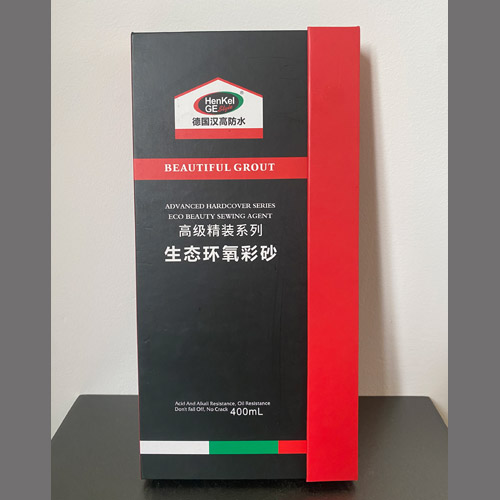 HenKel
GE
德国汉高防水
BEAUTIFUL GROUT
ADVANCED HARDCOVER SERIES
ECO BEAUTY SEWING AGENT
高级精装系列
生态环氧彩砂
Acid And Alkali Resistance, Oil Resistance
Don't Fall Off, No Crack 400mL